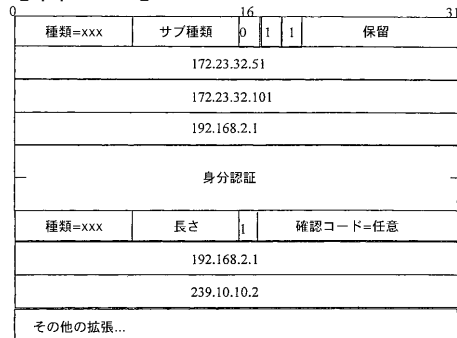 0 16 31
種類=xxx サブ種類 0 1 1 保留
172.23.32.51
172.23.32.101
192.168.2.1
身分認証
種類=xxx 長さ 1 確認コード=任意
192.168.2.1
239.10.10.2
その他の拡張...